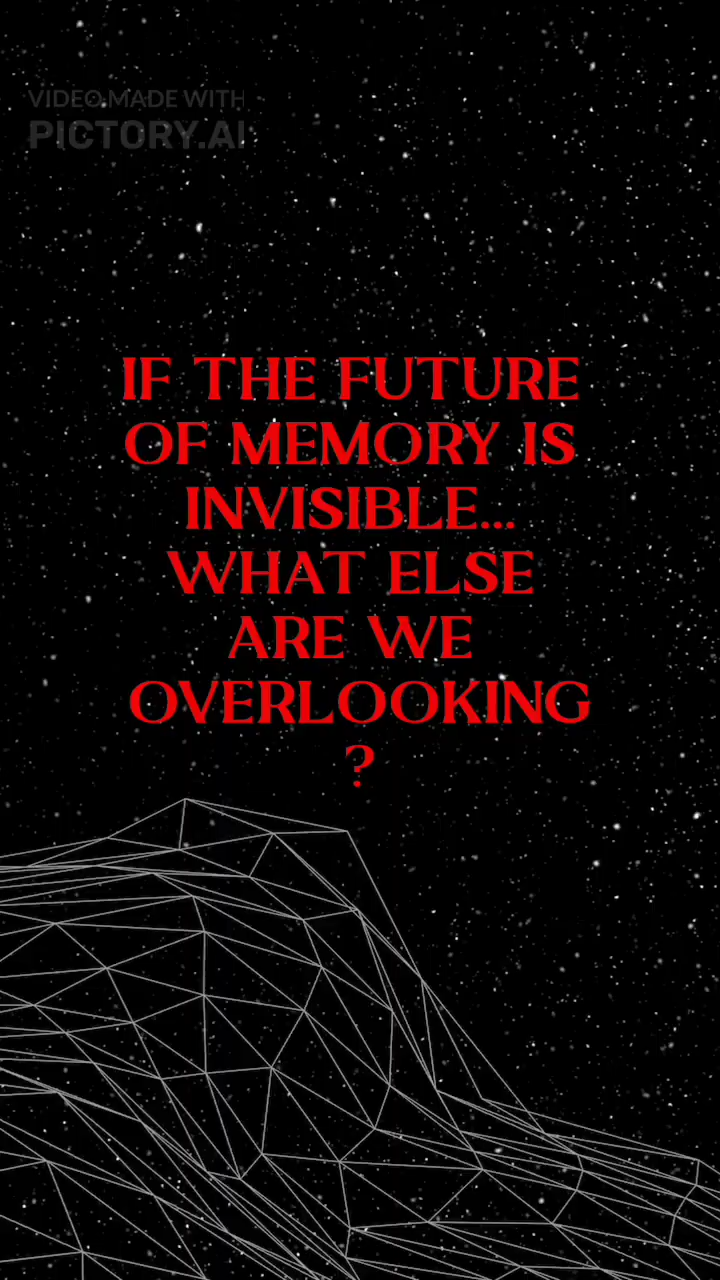 VIDEO MADE WITH
PICTORY.AI
IF THE FUTURE
OF MEMORY IS
INVISIBLE...
WHAT ELSE
ARE WE
OVERLOOKING
?